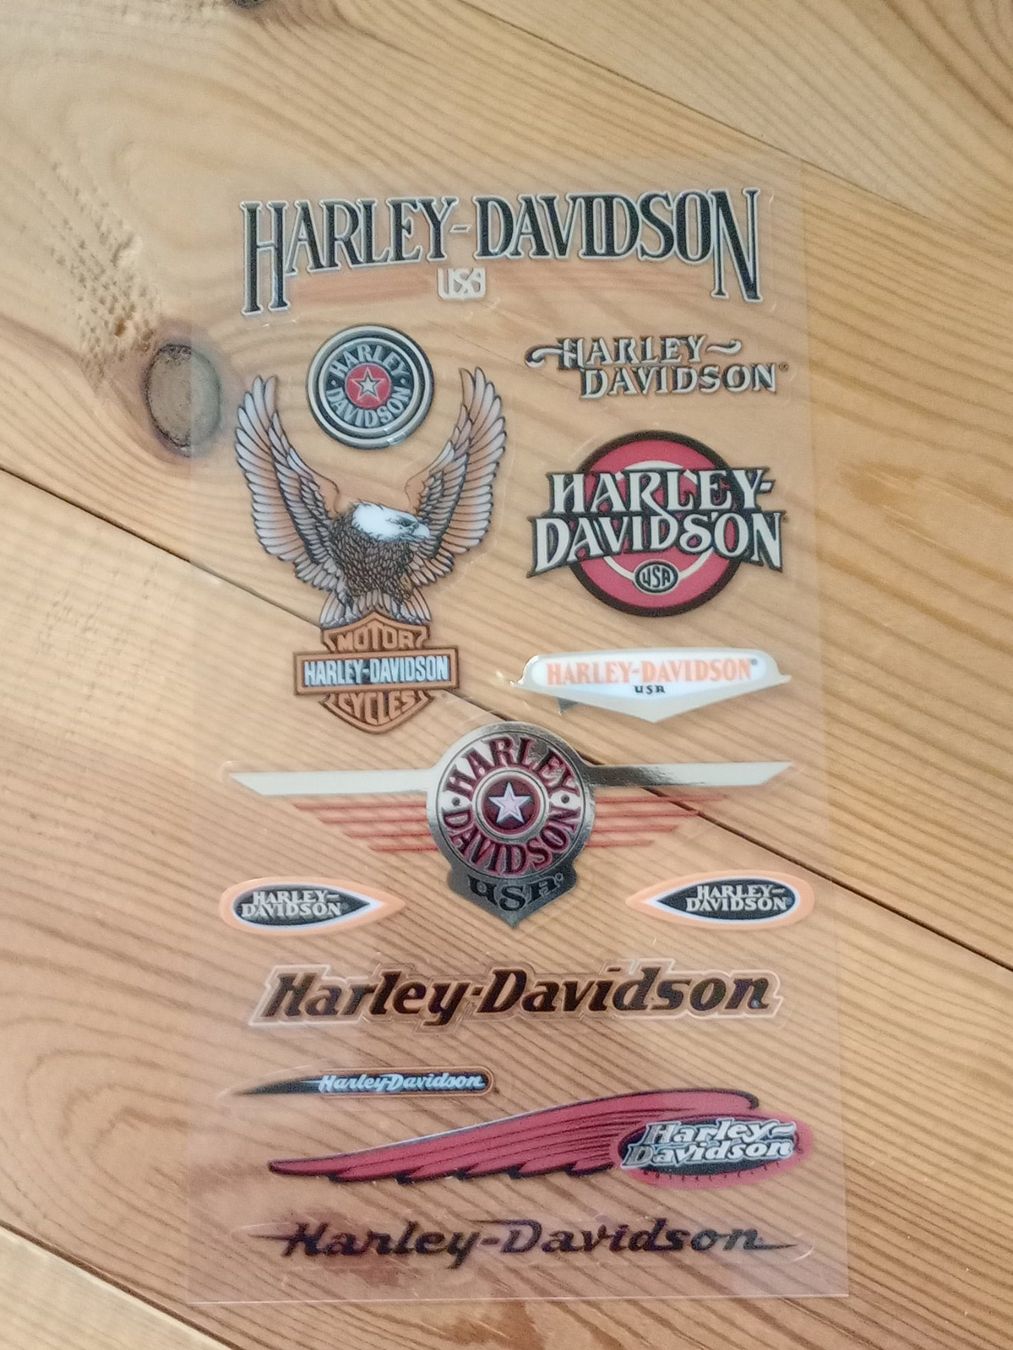 HARLEY-DAVIDSON
USA
HARLEY
DAVIDSON
HARLEY
DAVIDSON®
HARLEY-
DAVIDSON
USA
MOTOR
HARLEY-DAVIDSON
CYCLES
HARLEY-DAVIDSON®
USA
HARLEY
DAVIDSON
USA
HARLEY-
DAVIDSON
HARLEY-
DAVIDSON
Harley-Davidson
Harley-Davidson
Harley-
Davidson
Harley-Davidson